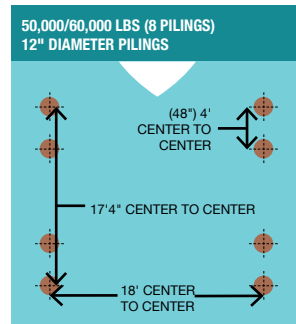 50,000/60,000 LBS (8 PILINGS)
12" DIAMETER PILINGS
(48") 4'
CENTER TO
CENTER
17'4" CENTER TO CENTER
18' CENTER
TO CENTER